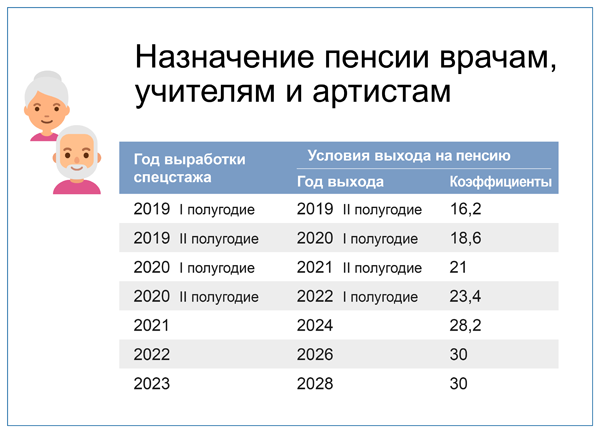 Назначение пенсии врачам,
учителям и артистам
Год выработки
спецстажа
Условия выхода на пенсию
Год выхода Коэффициенты
2019 I полугодие 2019 II полугодие 16,2
2019 II полугодие 2020 I полугодие 18,6
2020 I полугодие 2021 II полугодие 21
2020 II полугодие 2022 I полугодие 23,4
2021 2024 28,2
2022 2026 30
2023 2028 30